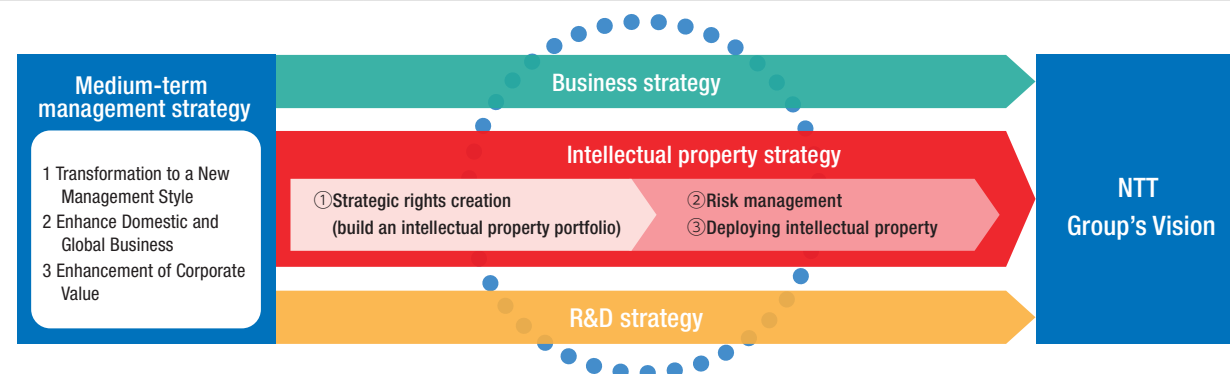 Medium-term
management strategy
1 Transformation to a New
Management Style
2 Enhance Domestic and
Global Business
3 Enhancement of Corporate
Value
Business strategy
Intellectual property strategy
①Strategic rights creation
(build an intellectual property portfolio)
②Risk management
③Deploying intellectual property
R&D strategy
NTT
Group's Vision